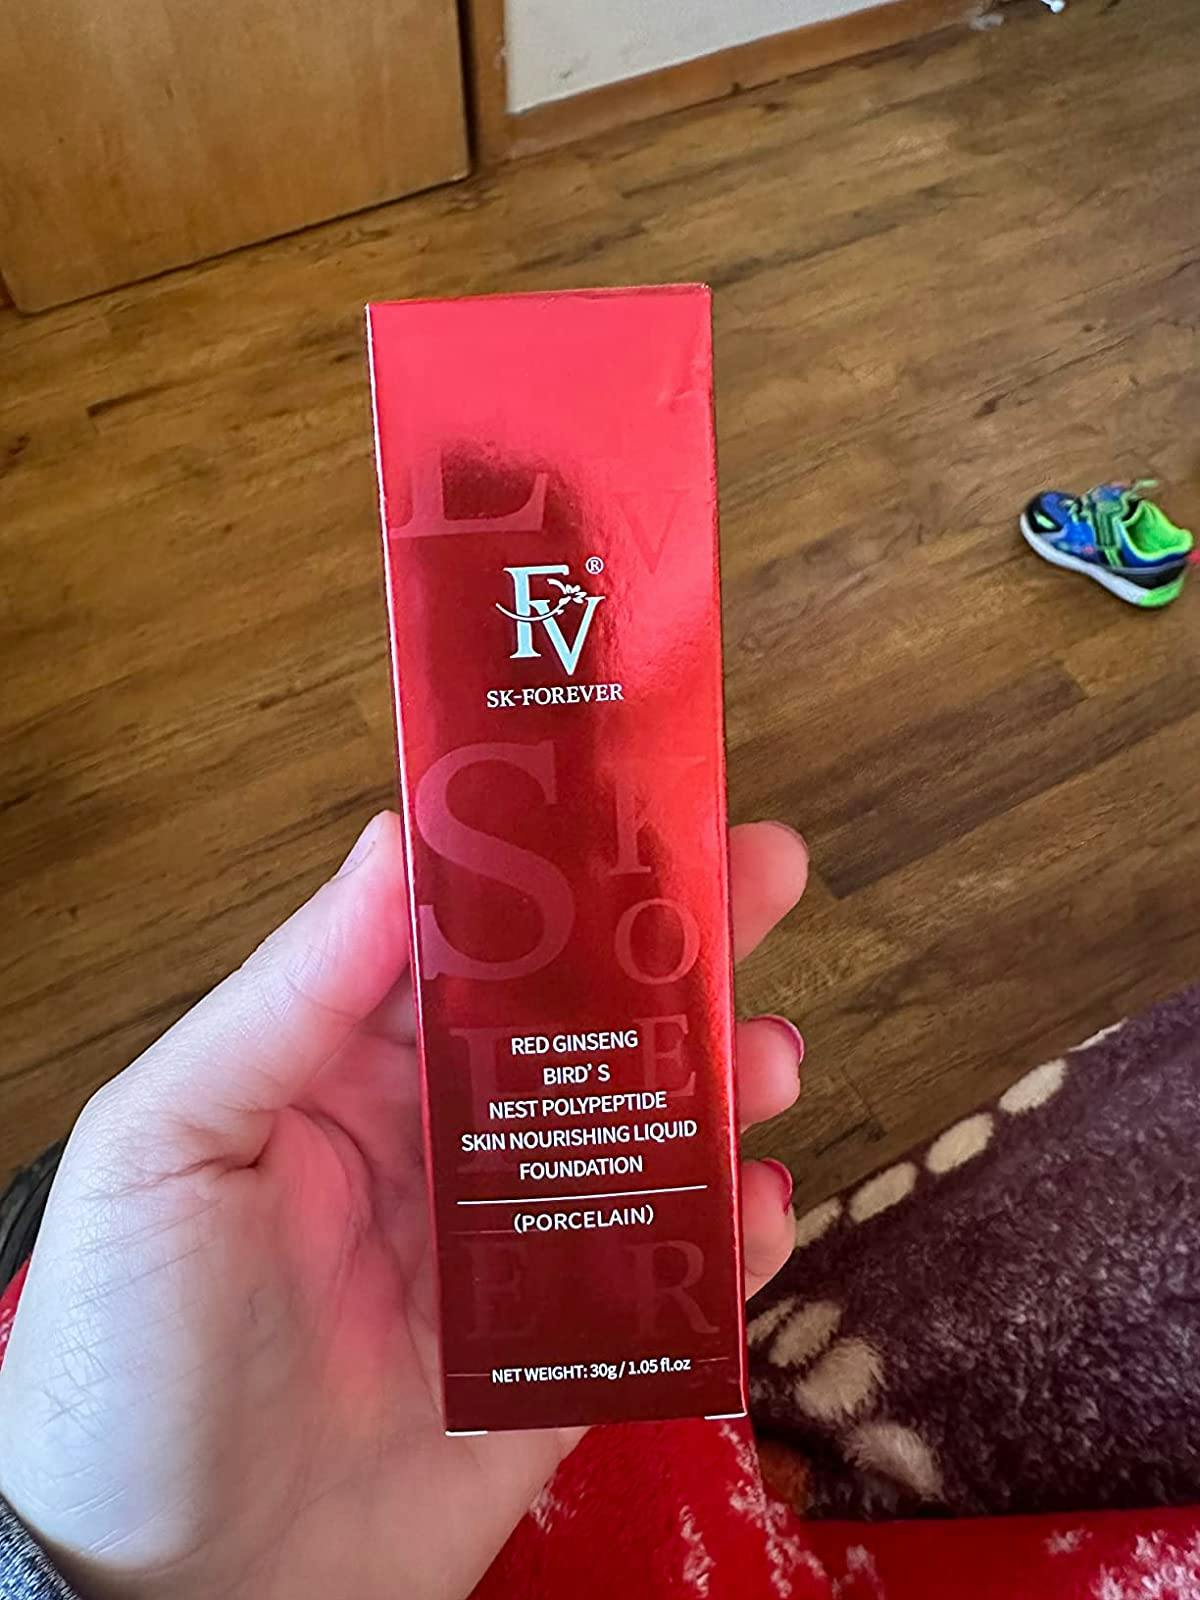 FV®
SK-FOREVER
RED GINSENG
BIRD' S
NEST POLYPEPTIDE
SKIN NOURISHING LIQUID
FOUNDATION
(PORCELAIN)
NET WEIGHT: 30g / 1.05 fl.oz